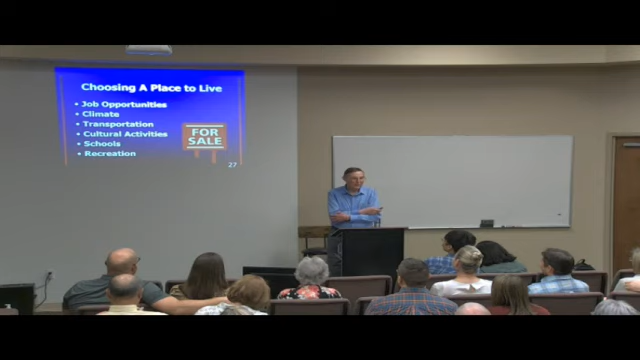 Choosing A Place to Live
• Job Opportunities
• Climate
• Transportation
• Cultural Activities
• Schools
• Recreation
FOR
SALE
27